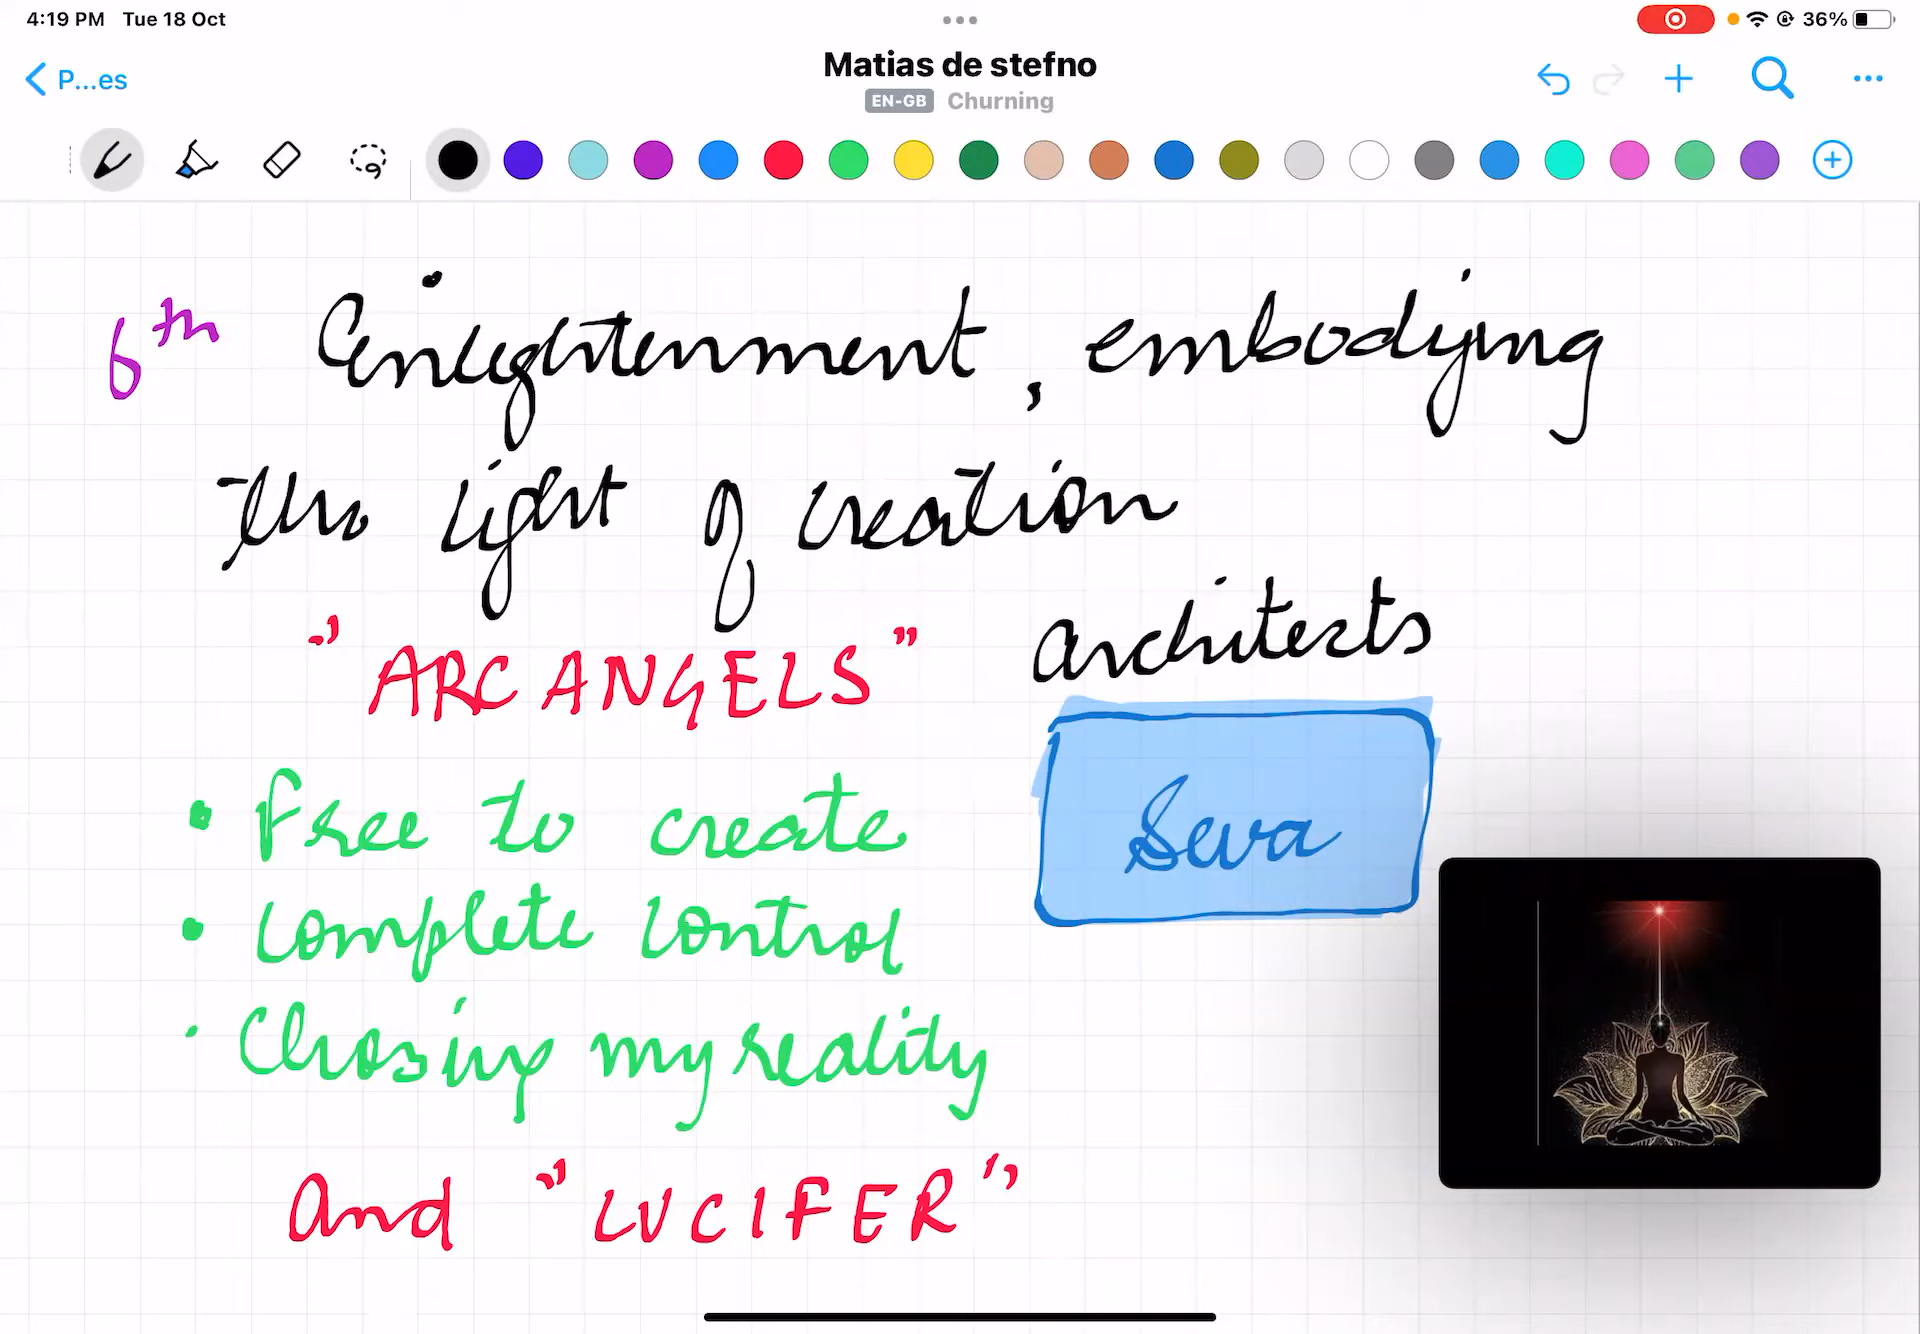 4:19 PM Tue 18 Oct
36%
P...es
Matias de stefno
EN-GB Churning
6th Enlightenment, embodying
the light of creation
"ARC ANGELS" architects
• Free to create
Seva
• Complete control
• Chosing my reality
And "LUCIFER"